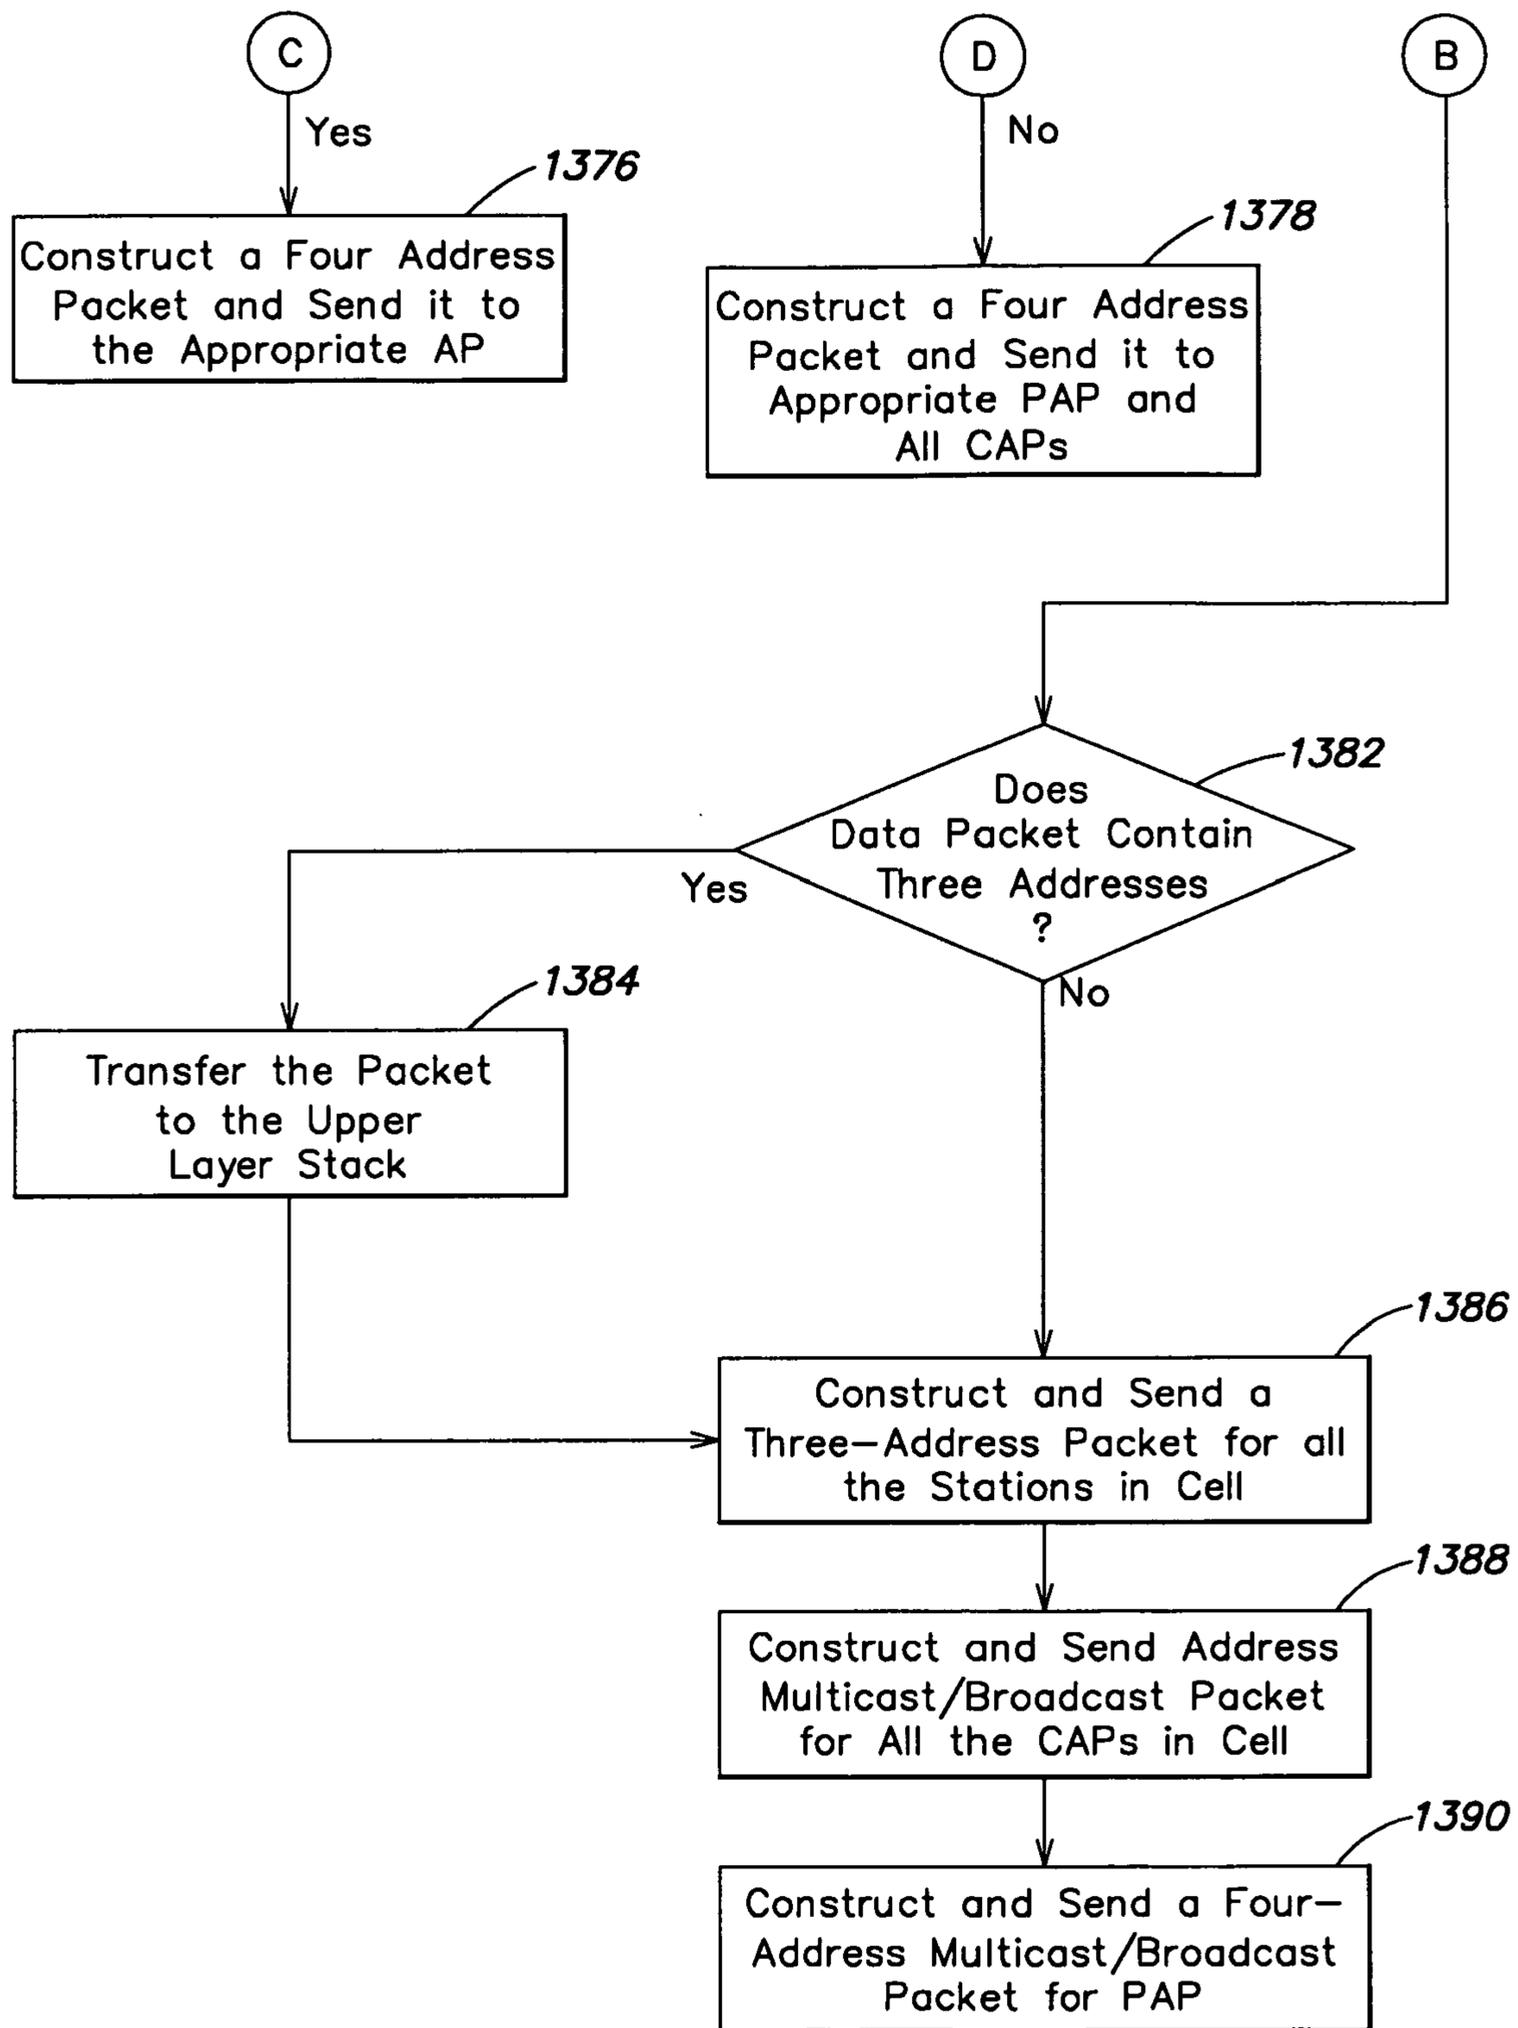 C
D
B
Yes
No
1376
Construct a Four Address
Packet and Send it to
the Appropriate AP
1378
Construct a Four Address
Packet and Send it to
Appropriate PAP and
All CAPs
1382
Does
Data Packet Contain
Three Addresses
?
Yes
No
1384
Transfer the Packet
to the Upper
Layer Stack
1386
Construct and Send a
Three-Address Packet for all
the Stations in Cell
1388
Construct and Send Address
Multicast/Broadcast Packet
for All the CAPs in Cell
1390
Construct and Send a Four-
Address Multicast/Broadcast
Packet for PAP